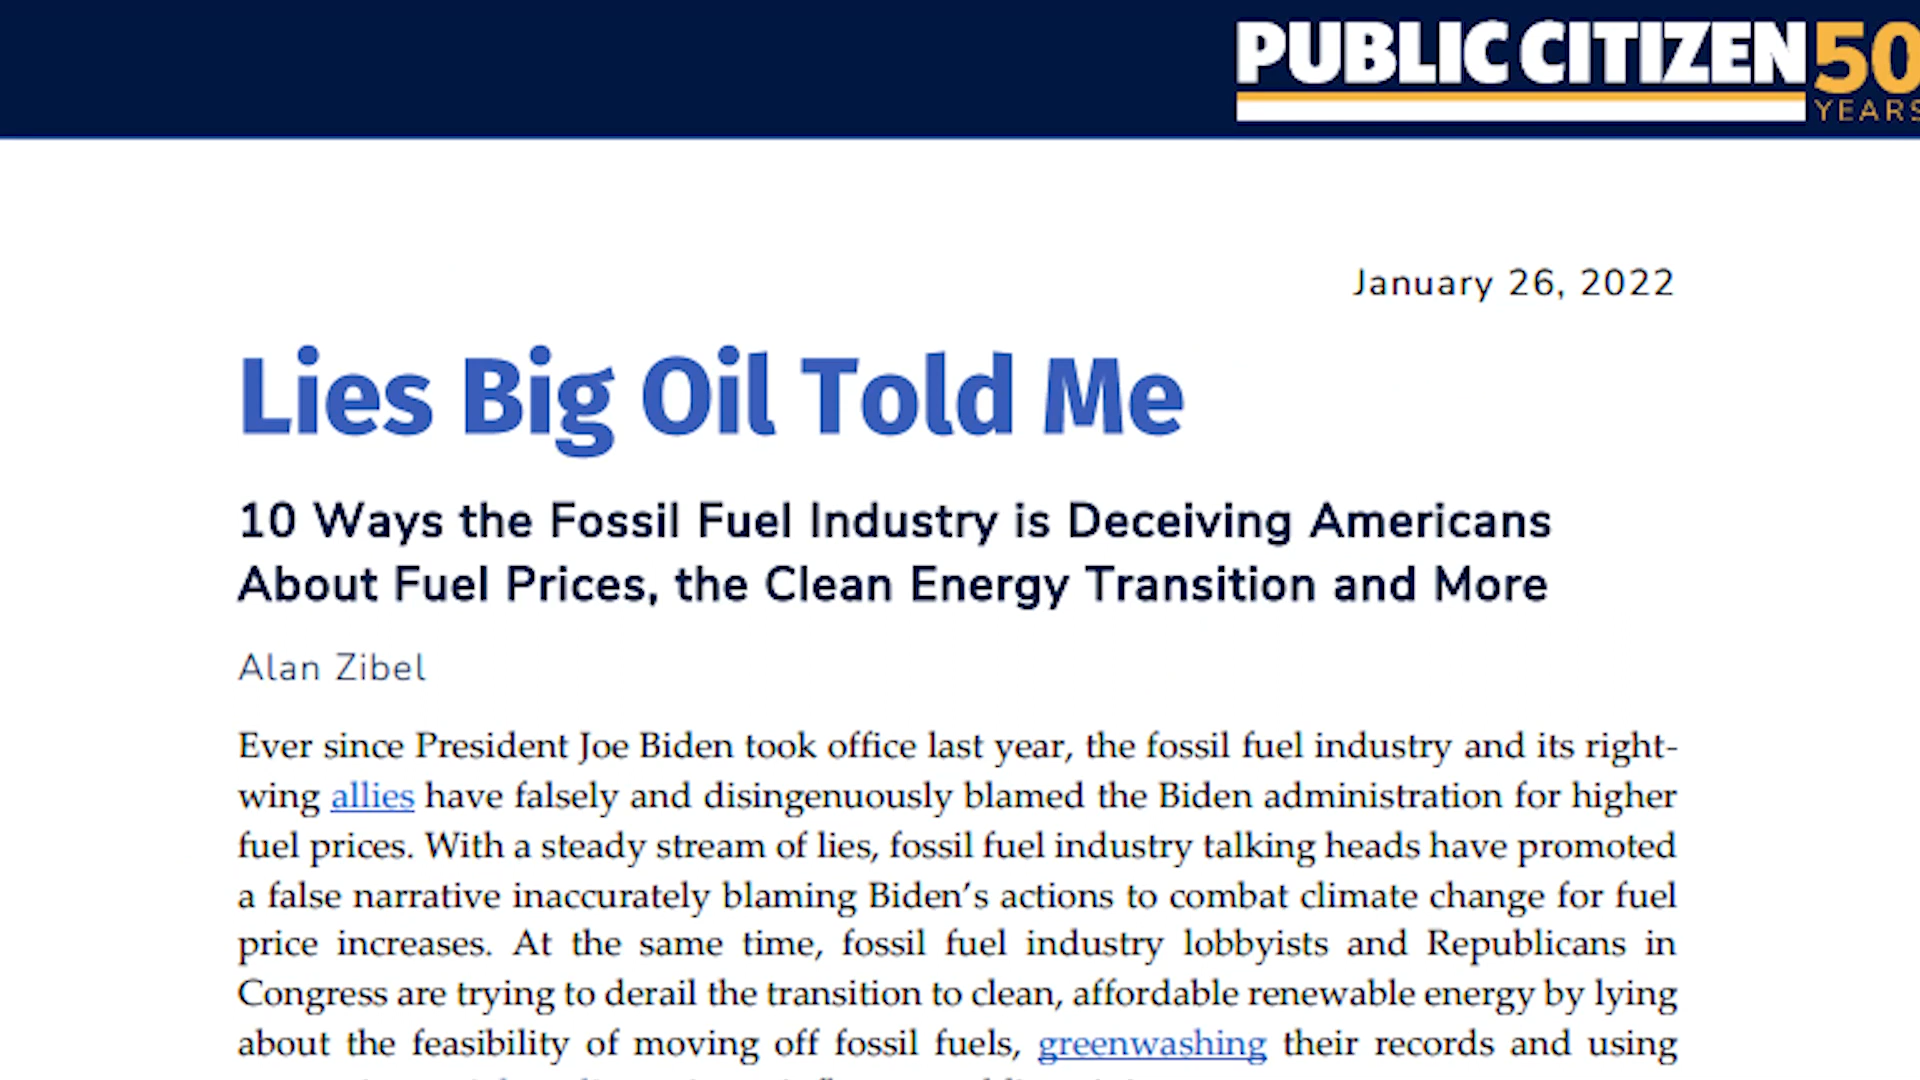 PUBLIC CITIZEN 50
YEARS
January 26, 2022
Lies Big Oil Told Me
10 Ways the Fossil Fuel Industry is Deceiving Americans
About Fuel Prices, the Clean Energy Transition and More
Alan Zibel
Ever since President Joe Biden took office last year, the fossil fuel industry and its right-
wing allies have falsely and disingenuously blamed the Biden administration for higher
fuel prices. With a steady stream of lies, fossil fuel industry talking heads have promoted
a false narrative inaccurately blaming Biden’s actions to combat climate change for fuel
price increases. At the same time, fossil fuel industry lobbyists and Republicans in
Congress are trying to derail the transition to clean, affordable renewable energy by lying
about the feasibility of moving off fossil fuels, greenwashing their records and using